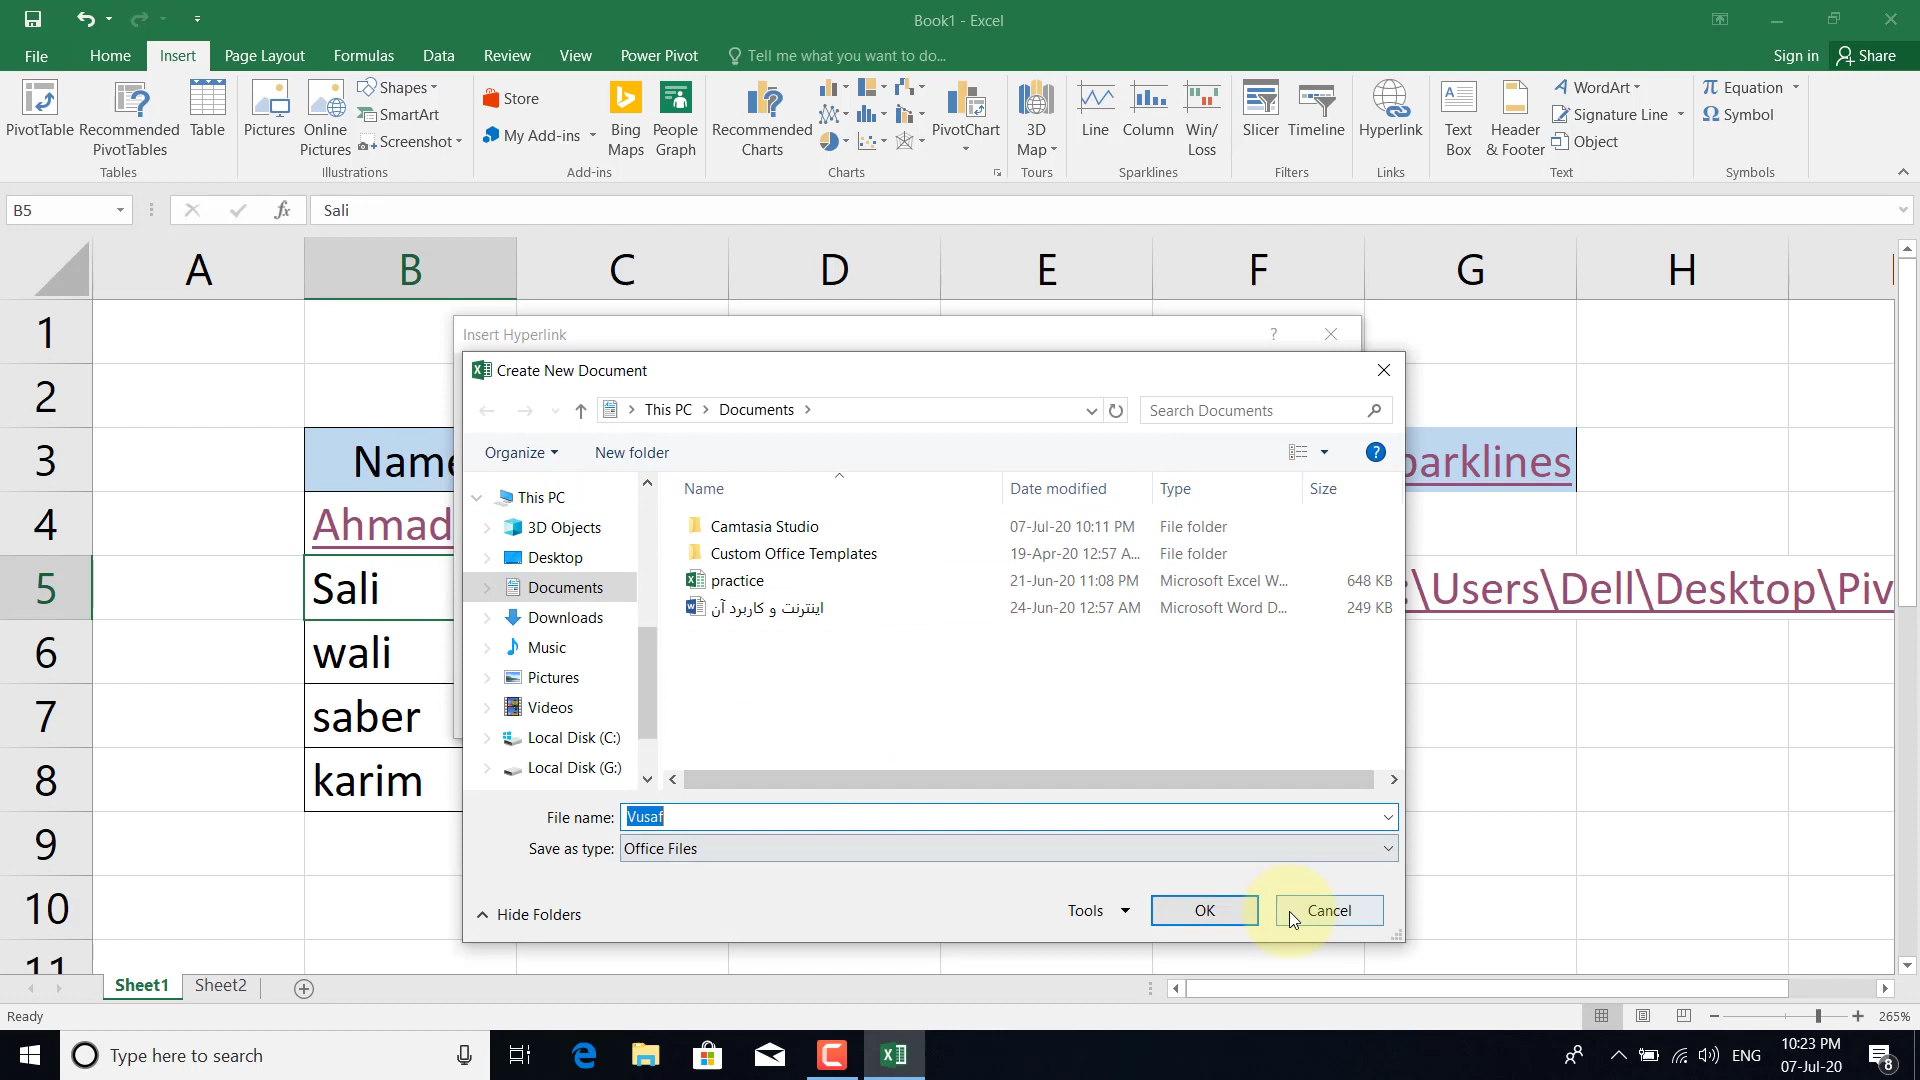 Book1 - Excel
File Home Insert Page Layout Formulas Data Review View Power Pivot Tell me what you want to do... Sign in Share
PivotTable Recommended PivotTables Table
Tables
Pictures Online Pictures Shapes SmartArt Screenshot
Illustrations
Store
My Add-ins
Bing Maps People Graph
Add-ins
Recommended Charts PivotChart
Charts
3D Map
Tours
Line Column Win/Loss
Sparklines
Slicer Timeline
Filters
Hyperlink
Links
Text Box Header & Footer WordArt Signature Line Object
Text
Equation
Symbol
Symbols
B5 fx Sali
A B C D E F G H
1
2
3 Name parklines
4 Ahmad
5 Sali :\Users\Dell\Desktop\Piv
6 wali
7 saber
8 karim
9
10
11
Insert Hyperlink ?
Create New Document
This PC Documents Search Documents
Organize New folder ?
This PC
3D Objects
Desktop
Documents
Downloads
Music
Pictures
Videos
Local Disk (C:)
Local Disk (G:)
Name Date modified Type Size
Camtasia Studio 07-Jul-20 10:11 PM File folder
Custom Office Templates 19-Apr-20 12:57 A... File folder
practice 21-Jun-20 11:08 PM Microsoft Excel W... 648 KB
اینترنت و کاربرد آن 24-Jun-20 12:57 AM Microsoft Word D... 249 KB
File name: Vusaf
Save as type: Office Files
Hide Folders Tools OK Cancel
Sheet1 Sheet2
Ready 265%
Type here to search ENG 10:23 PM
07-Jul-20 8